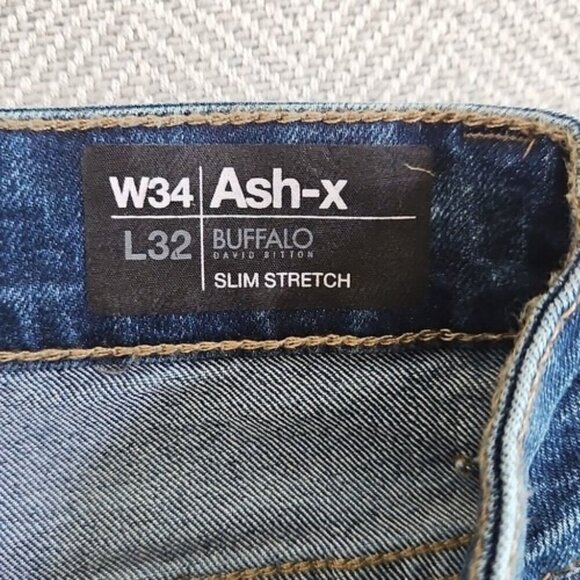 W34 Ash-x
L32 BUFFALO
DAVID BITTON
SLIM STRETCH